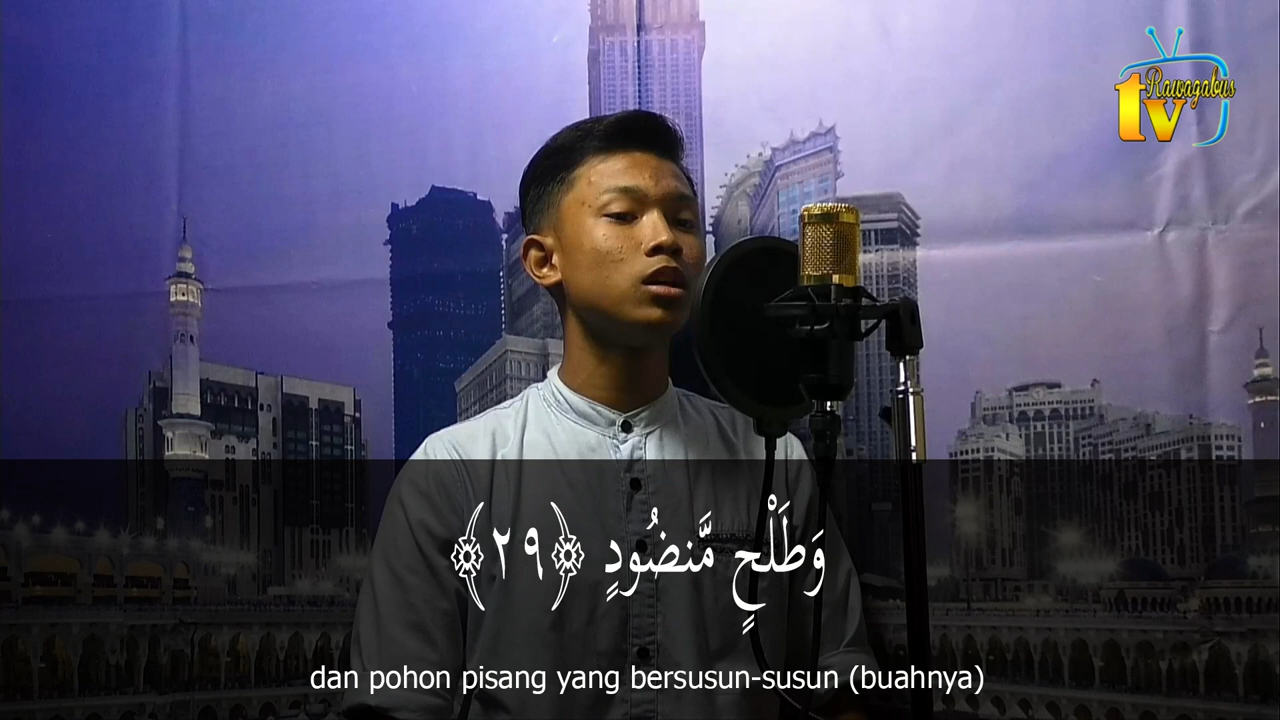 Rawagabus
tv
وَطَلْحٍ مَّنضُودٍ ﴿٢٩﴾
dan pohon pisang yang bersusun-susun (buahnya)